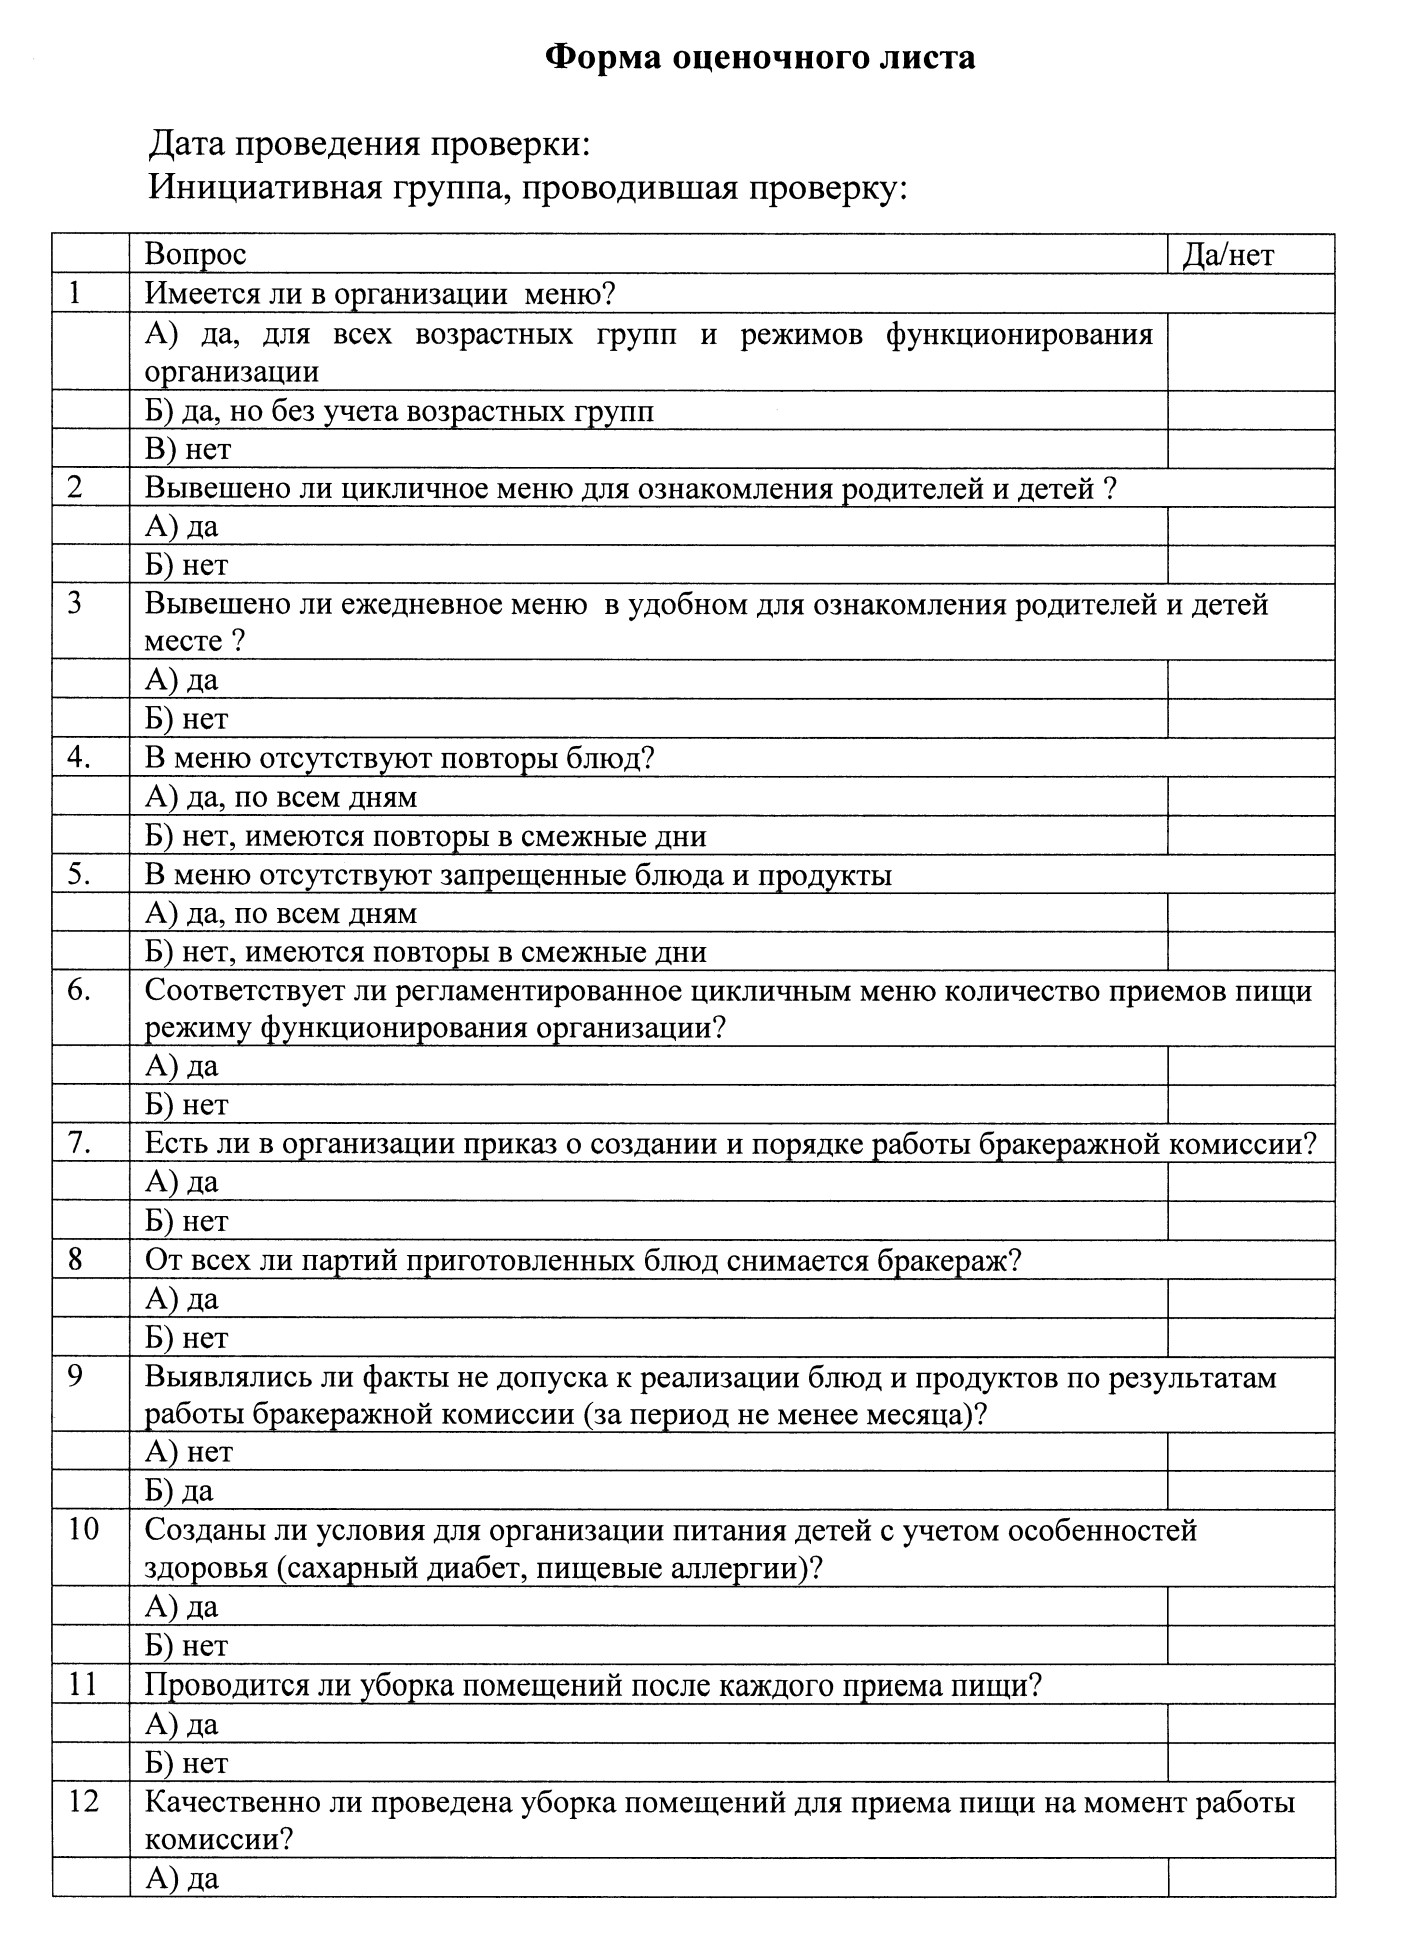 Форма оценочного листа
Дата проведения проверки:
Инициативная группа, проводившая проверку:
Вопрос Да/нет
1 Имеется ли в организации меню?
А) да, для всех возрастных групп и режимов функционирования
организации
Б) да, но без учета возрастных групп
В) нет
2 Вывешено ли цикличное меню для ознакомления родителей и детей ?
А) да
Б) нет
3 Вывешено ли ежедневное меню в удобном для ознакомления родителей и детей
месте ?
А) да
Б) нет
4. В меню отсутствуют повторы блюд?
А) да, по всем дням
Б) нет, имеются повторы в смежные дни
5. В меню отсутствуют запрещенные блюда и продукты
А) да, по всем дням
Б) нет, имеются повторы в смежные дни
6. Соответствует ли регламентированное цикличным меню количество приемов пищи
режиму функционирования организации?
А) да
Б) нет
7. Есть ли в организации приказ о создании и порядке работы бракеражной комиссии?
А) да
Б) нет
8 От всех ли партий приготовленных блюд снимается бракераж?
А) да
Б) нет
9 Выявлялись ли факты не допуска к реализации блюд и продуктов по результатам
работы бракеражной комиссии (за период не менее месяца)?
А) нет
Б) да
10 Созданы ли условия для организации питания детей с учетом особенностей
здоровья (сахарный диабет, пищевые аллергии)?
А) да
Б) нет
11 Проводится ли уборка помещений после каждого приема пищи?
А) да
Б) нет
12 Качественно ли проведена уборка помещений для приема пищи на момент работы
комиссии?
А) да